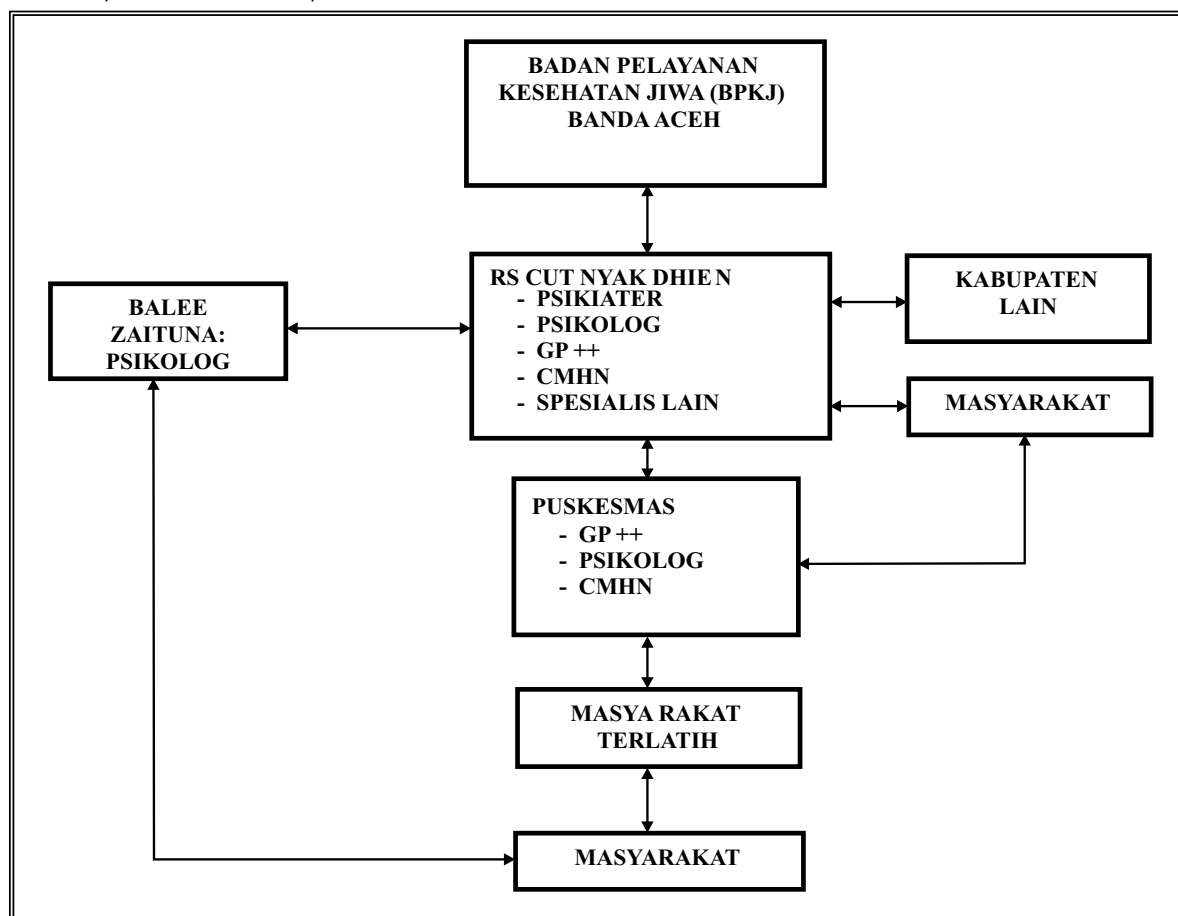 BADAN PELAYANAN
KESEHATAN JIWA (BPKJ)
BANDA ACEH
RS CUT NYAK DHIEN
- PSIKIATER
- PSIKOLOG
- GP ++
- CMHN
- SPESIALIS LAIN
KABUPATEN
LAIN
BALEE
ZAITUNA:
PSIKOLOG
MASYARAKAT
PUSKESMAS
- GP ++
- PSIKOLOG
- CMHN
MASYA RAKAT
TERLATIH
MASYARAKAT